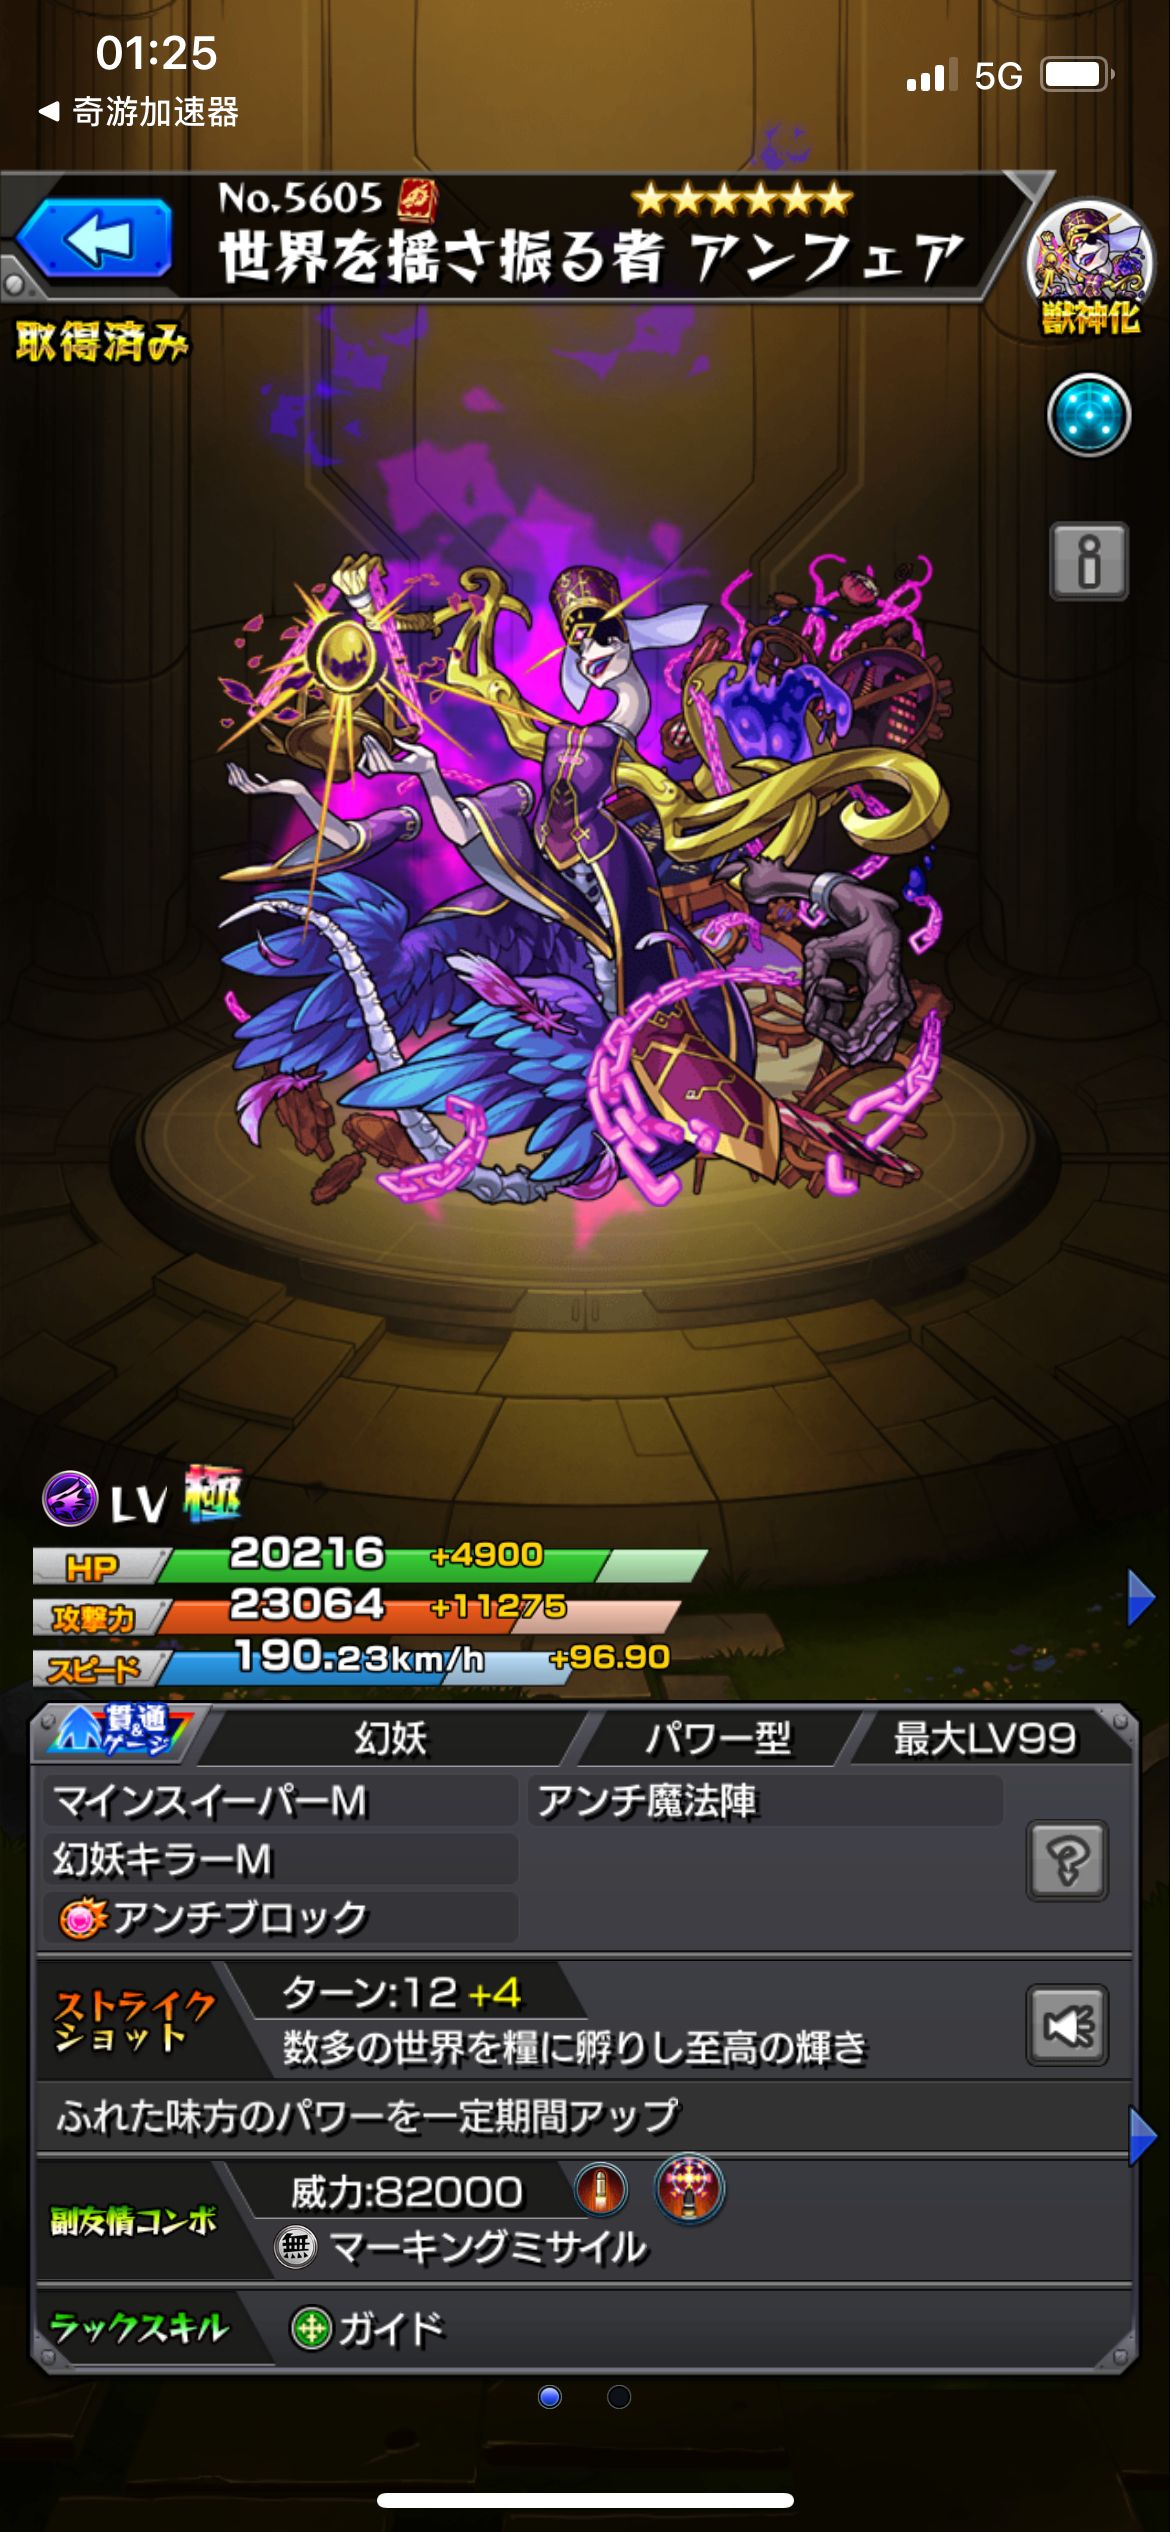 01:25
5G
◀ 奇游加速器
No.5605
世界を揺さ振る者 アンフェア
獣神化
取得済み
LV 極
HP 20216 +4900
攻撃力 23064 +11275
スピード 190.23km/h +96.90
貫通&ゲージ 幻妖 パワー型 最大LV99
マインスイーパーM アンチ魔法陣
幻妖キラーM
アンチブロック
ストライクショット
ターン:12 +4
数多の世界を糧に孵りし至高の輝き
ふれた味方のパワーを一定期間アップ
副友情コンボ
威力:82000
無 マーキングミサイル
ラックスキル ガイド